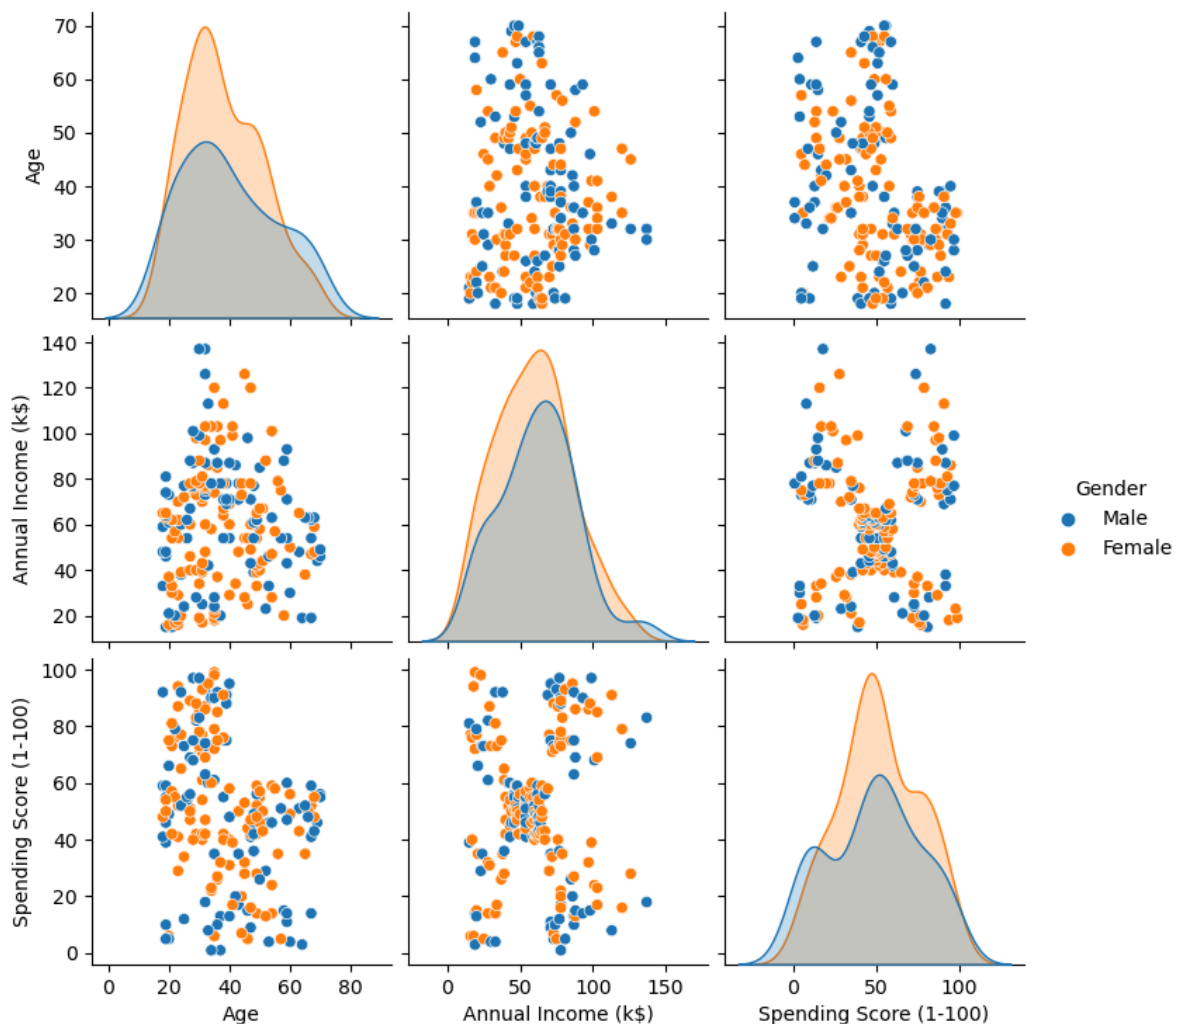 70
60
50
40
30
20
Age
140
120
100
80
60
40
20
Annual Income (k$)
Gender
Male
Female
100
80
60
40
20
0
Spending Score (1-100)
0 20 40 60 80
0 50 100 150
0 50 100
Age
Annual Income (k$)
Spending Score (1-100)